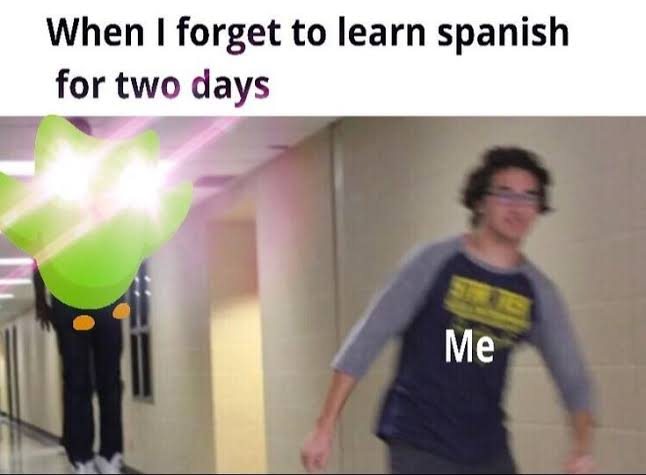 When I forget to learn spanish
for two days
Me